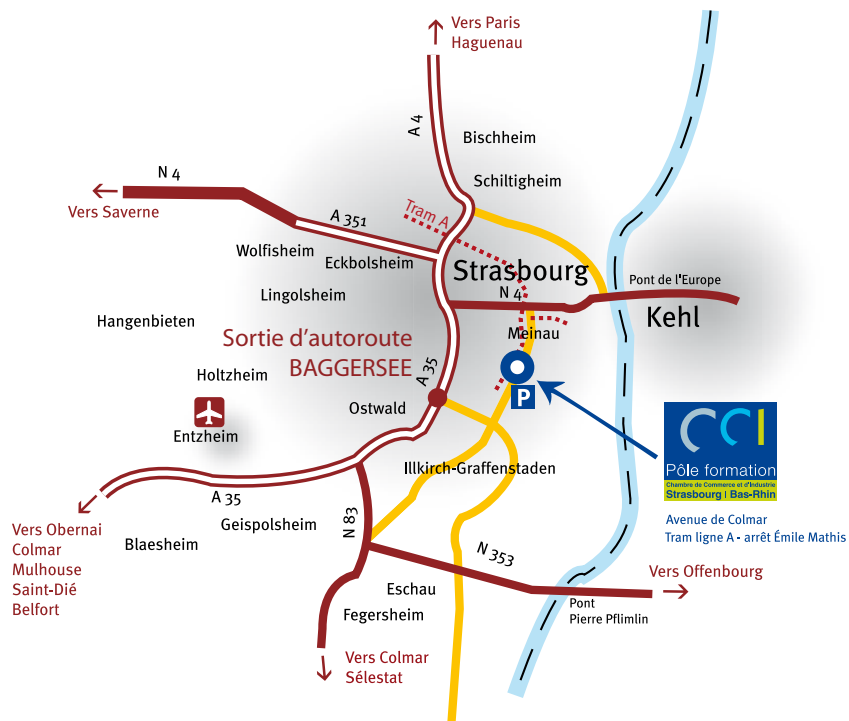 Vers Paris
Haguenau
A 4
Bischheim
Schiltigheim
N 4
Vers Saverne
A 351
Tram A
Wolfisheim
Eckbolsheim
Strasbourg
Pont de l'Europe
N 4
Lingolsheim
Kehl
Hangenbieten
Meinau
Sortie d'autoroute
BAGGERSEE
A 35
Holtzheim
P
Ostwald
Entzheim
CCI
Pôle formation
Chambre de Commerce et d'Industrie
Strasbourg | Bas-Rhin
Illkirch-Graffenstaden
A 35
Avenue de Colmar
Tram ligne A - arrêt Émile Mathis
Geispolsheim
N 83
Vers Obernai
Colmar
Mulhouse
Saint-Dié
Belfort
Blaesheim
N 353
Vers Offenbourg
Eschau
Fegersheim
Pont
Pierre Pflimlin
Vers Colmar
Sélestat